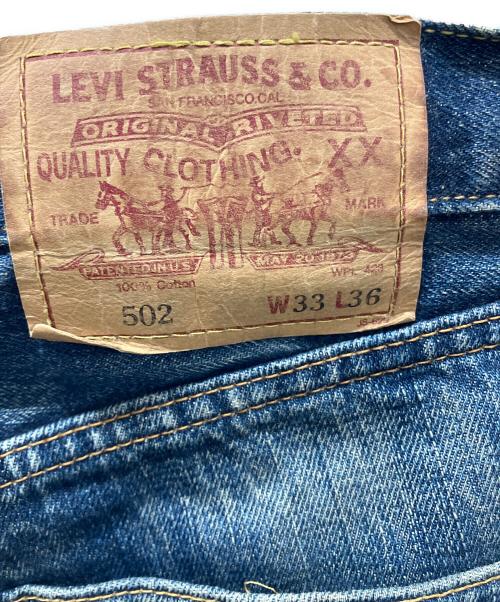 LEVI STRAUSS & CO.
SAN FRANCISCO, CAL
ORIGINAL RIVETED
QUALITY CLOTHING. XX
TRADE MARK
PATENTED IN U.S. MAY 20 1873
100% Cotton WPL 423
502 W33 L36